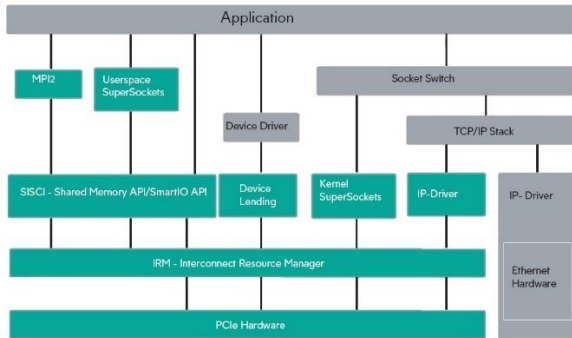 Application
MPI2
Userspace
SuperSockets
Socket Switch
Device Driver
TCP/IP Stack
SISCI - Shared Memory API/SmartIO API
Device
Lending
Kernel
SuperSockets
IP-Driver
IP- Driver
IRM - Interconnect Resource Manager
Ethernet
Hardware
PCIe Hardware